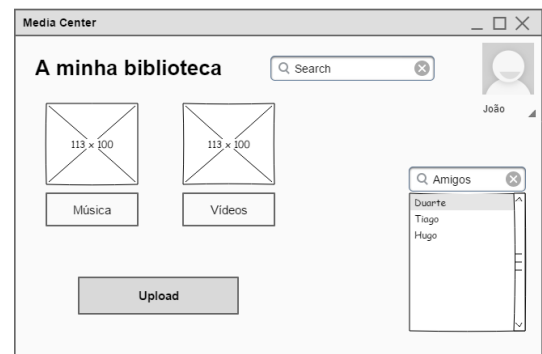 Media Center
A minha biblioteca
Search
João
113 x 100
113 x 100
Música
Vídeos
Amigos
Duarte
Tiago
Hugo
Upload